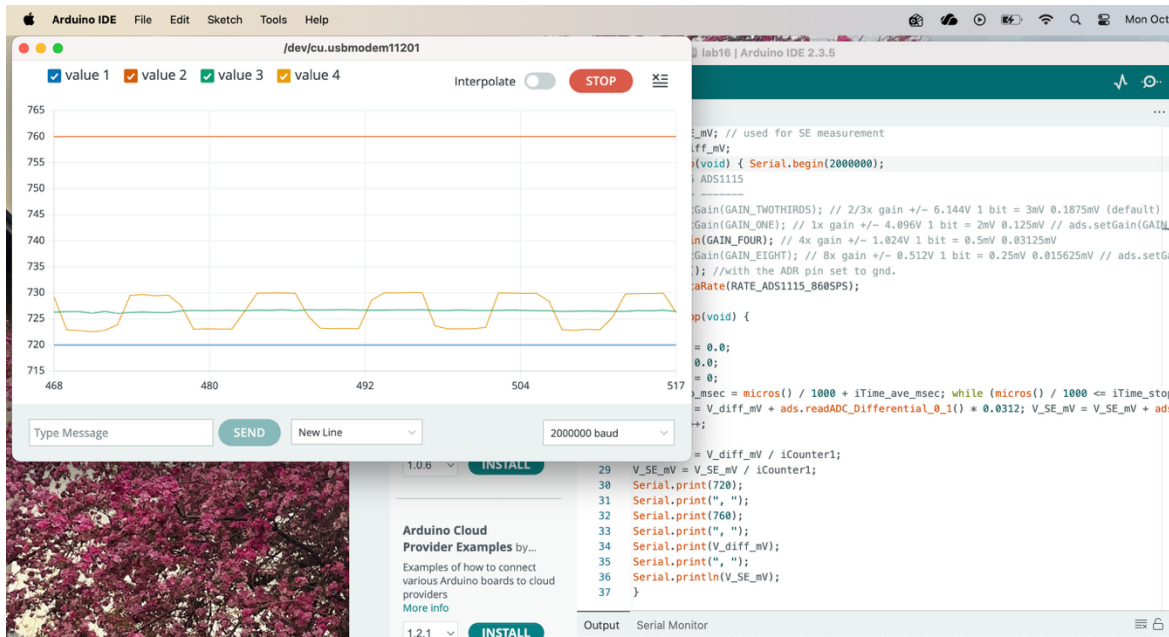 Arduino IDE File Edit Sketch Tools Help Mon Oct
/dev/cu.usbmodem11201
lab16 | Arduino IDE 2.3.5
value 1 value 2 value 3 value 4 Interpolate STOP
765
760
755
750
745
740
735
730
725
720
715
468 480 492 504 517
Type Message SEND New Line 2000000 baud
_mV; // used for SE measurement
iff_mV;
(void) { Serial.begin(2000000);
ADS1115
-------
Gain(GAIN_TWOTHIRDS); // 2/3x gain +/- 6.144V 1 bit = 3mV 0.1875mV (default)
Gain(GAIN_ONE); // 1x gain +/- 4.096V 1 bit = 2mV 0.125mV // ads.setGain(GAIN_
n(GAIN_FOUR); // 4x gain +/- 1.024V 1 bit = 0.5mV 0.03125mV
Gain(GAIN_EIGHT); // 8x gain +/- 0.512V 1 bit = 0.25mV 0.015625mV // ads.setGa
(); //with the ADR pin set to gnd.
aRate(RATE_ADS1115_860SPS);
op(void) {
= 0.0;
0.0;
= 0;
_msec = micros() / 1000 + iTime_ave_msec; while (micros() / 1000 <= iTime_stop
= V_diff_mV + ads.readADC_Differential_0_1() * 0.0312; V_SE_mV = V_SE_mV + ads
++;
= V_diff_mV / iCounter1;
29 V_SE_mV = V_SE_mV / iCounter1;
30 Serial.print(720);
31 Serial.print(", ");
32 Serial.print(760);
33 Serial.print(", ");
34 Serial.print(V_diff_mV);
35 Serial.print(", ");
36 Serial.println(V_SE_mV);
37 }
1.0.6 INSTALL
Arduino Cloud
Provider Examples by...
Examples of how to connect
various Arduino boards to cloud
providers
More info
1.2.1 INSTALL
Output Serial Monitor